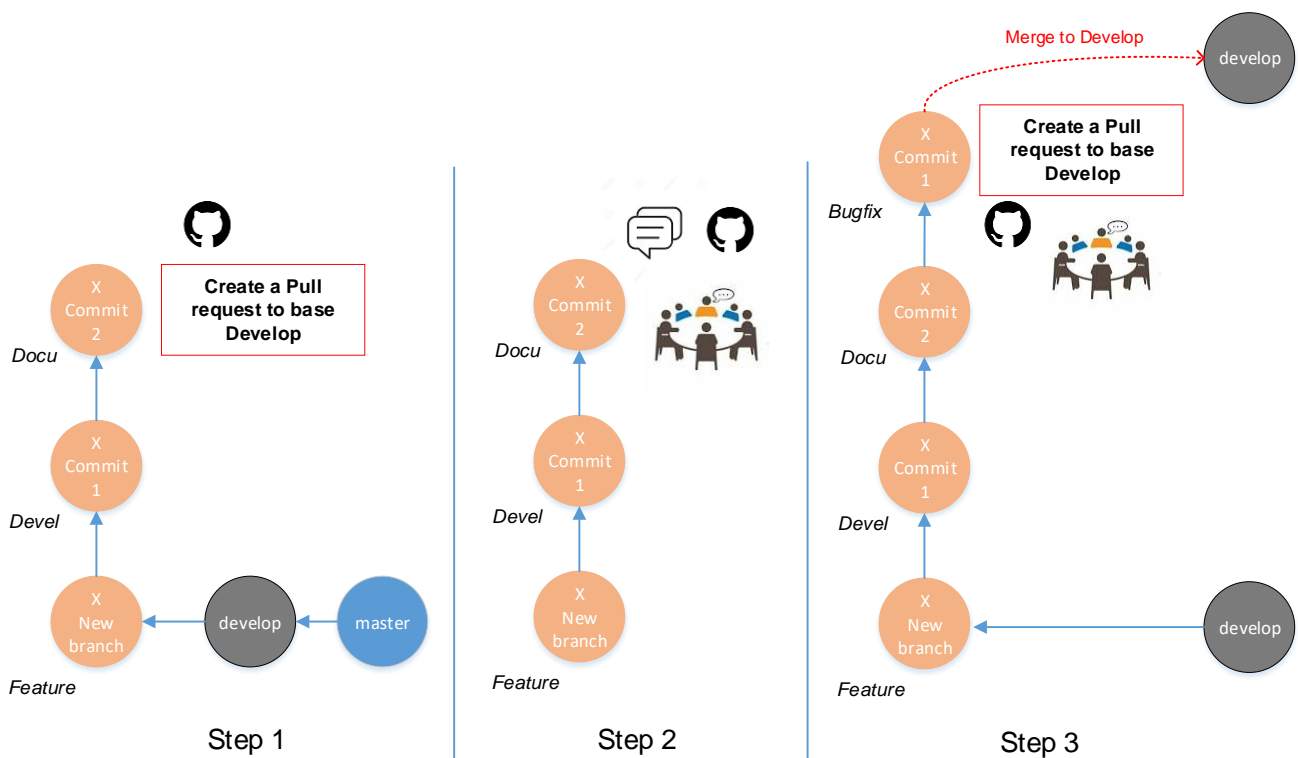 X
Commit
2
Docu
Create a Pull
request to base
Develop
X
Commit
1
Devel
X
New
branch
develop
master
Feature
Step 1
X
Commit
2
Docu
X
Commit
1
Devel
X
New
branch
Feature
Step 2
Merge to Develop
develop
X
Commit
1
Create a Pull
request to base
Develop
Bugfix
X
Commit
2
Docu
X
Commit
1
Devel
X
New
branch
develop
Feature
Step 3